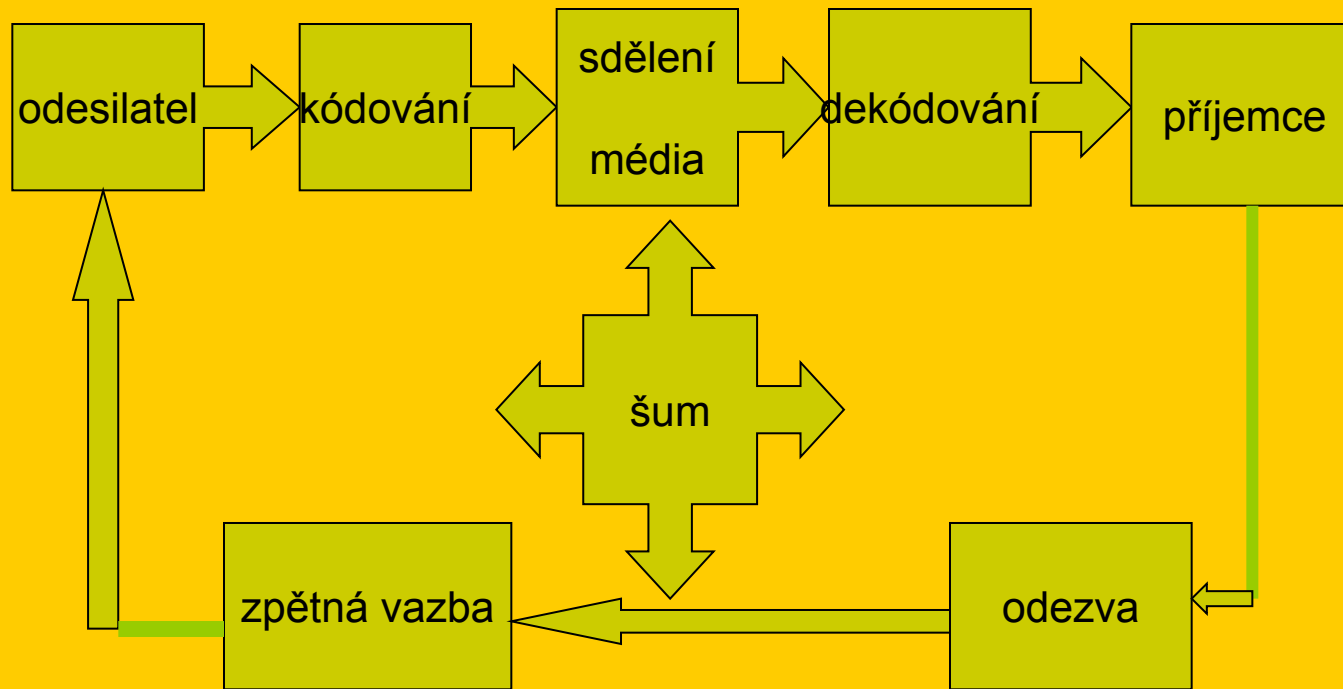 odesilatel
kódování
sdělení
média
dekódování
příjemce
šum
zpětná vazba
odezva